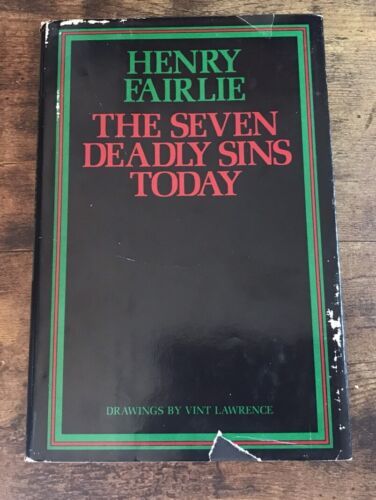 HENRY
FAIRLIE
THE SEVEN
DEADLY SINS
TODAY
DRAWINGS BY VINT LAWRENCE